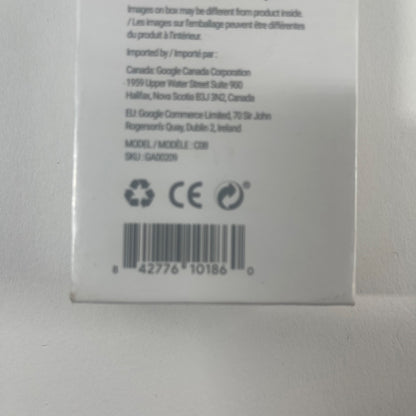 Images on box may be different from product inside.
/ Les images sur l'emballage peuvent être différentes
du produit à l'intérieur.
Imported by / Importé par :
Canada: Google Canada Corporation
1959 Upper Water Street Suite 900
Halifax, Nova Scotia B3J 3N2, Canada
EU: Google Commerce Limited, 70 Sir John
Rogerson's Quay, Dublin 2, Ireland
MODEL / MODÈLE : C0B
SKU : GA00209
CE
8 42776 10186 0